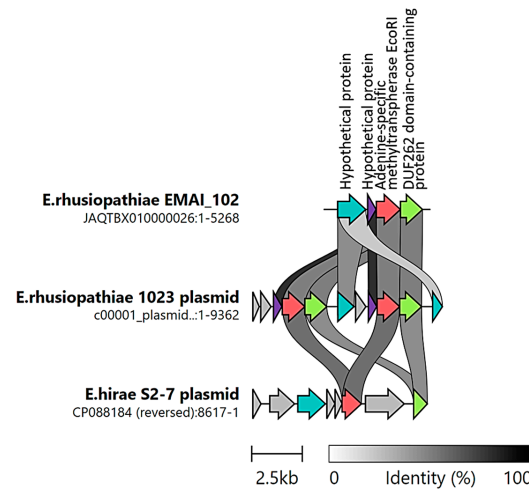 Hypothetical protein
Hypothetical protein
Adenine-specific
methyltranspherase EcoRI
DUF262 domain-containing
protein
E.rhusiopathiae EMAI_102
JAQTBX010000026:1-5268
E.rhusiopathiae 1023 plasmid
c00001_plasmid..:1-9362
E.hirae S2-7 plasmid
CP088184 (reversed):8617-1
2.5kb
0 Identity (%) 100